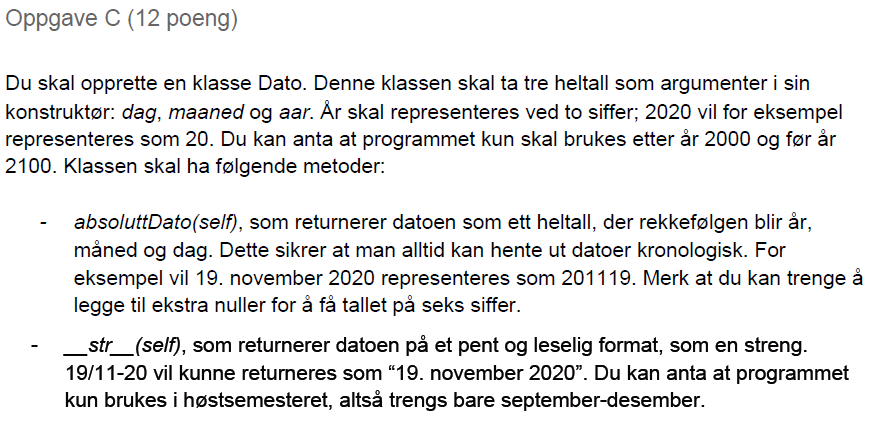 Oppgave C (12 poeng)
Du skal opprette en klasse Dato. Denne klassen skal ta tre heltall som argumenter i sin
konstruktør: dag, maaned og aar. År skal representeres ved to siffer; 2020 vil for eksempel
representeres som 20. Du kan anta at programmet kun skal brukes etter år 2000 og før år
2100. Klassen skal ha følgende metoder:
- absoluttDato(self), som returnerer datoen som ett heltall, der rekkefølgen blir år,
måned og dag. Dette sikrer at man alltid kan hente ut datoer kronologisk. For
eksempel vil 19. november 2020 representeres som 201119. Merk at du kan trenge å
legge til ekstra nuller for å få tallet på seks siffer.
- __str__(self), som returnerer datoen på et pent og leselig format, som en streng.
19/11-20 vil kunne returneres som “19. november 2020”. Du kan anta at programmet
kun brukes i høstsemesteret, altså trengs bare september-desember.